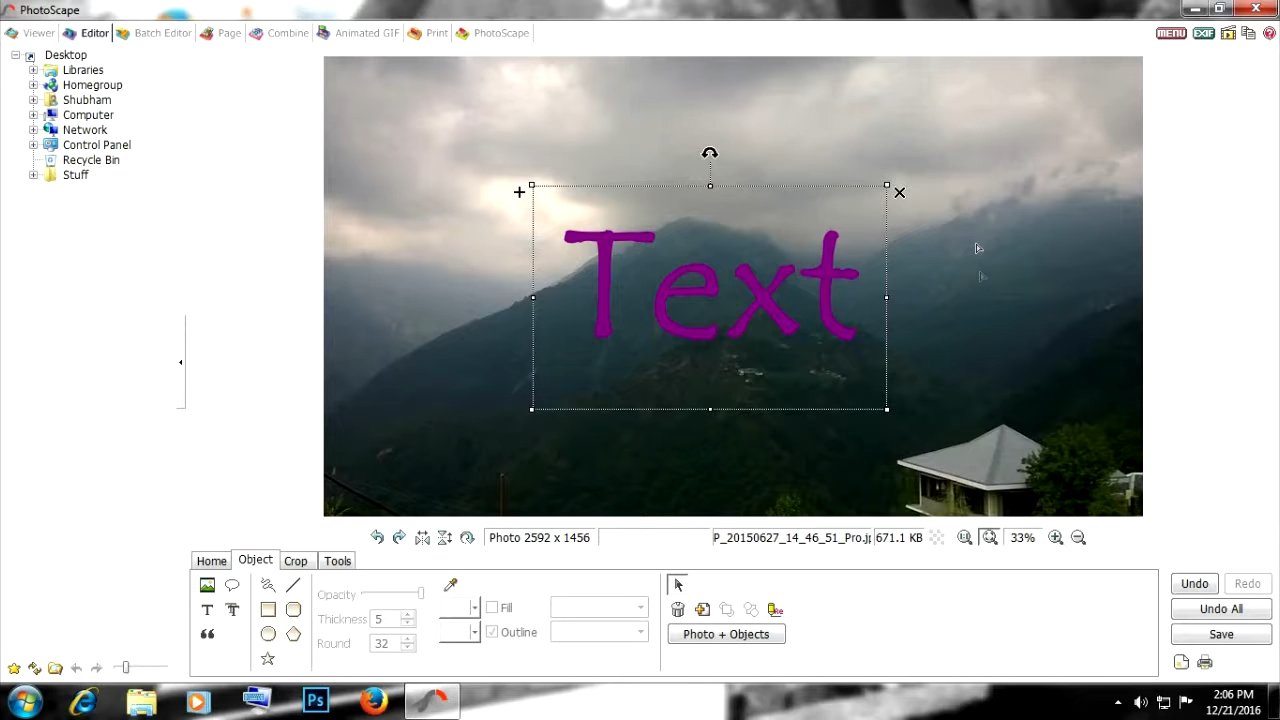 PhotoScape
Viewer Editor Batch Editor Page Combine Animated GIF Print PhotoScape
MENU EXIF
Desktop
Libraries
Homegroup
Shubham
Computer
Network
Control Panel
Recycle Bin
Stuff
Text
Photo 2592 x 1456 P_20150627_14_46_51_Pro.jp 671.1 KB 33%
Home Object Crop Tools
Opacity
Thickness 5
Round 32
Fill
Outline
Photo + Objects
Undo Redo
Undo All
Save
2:06 PM
12/21/2016